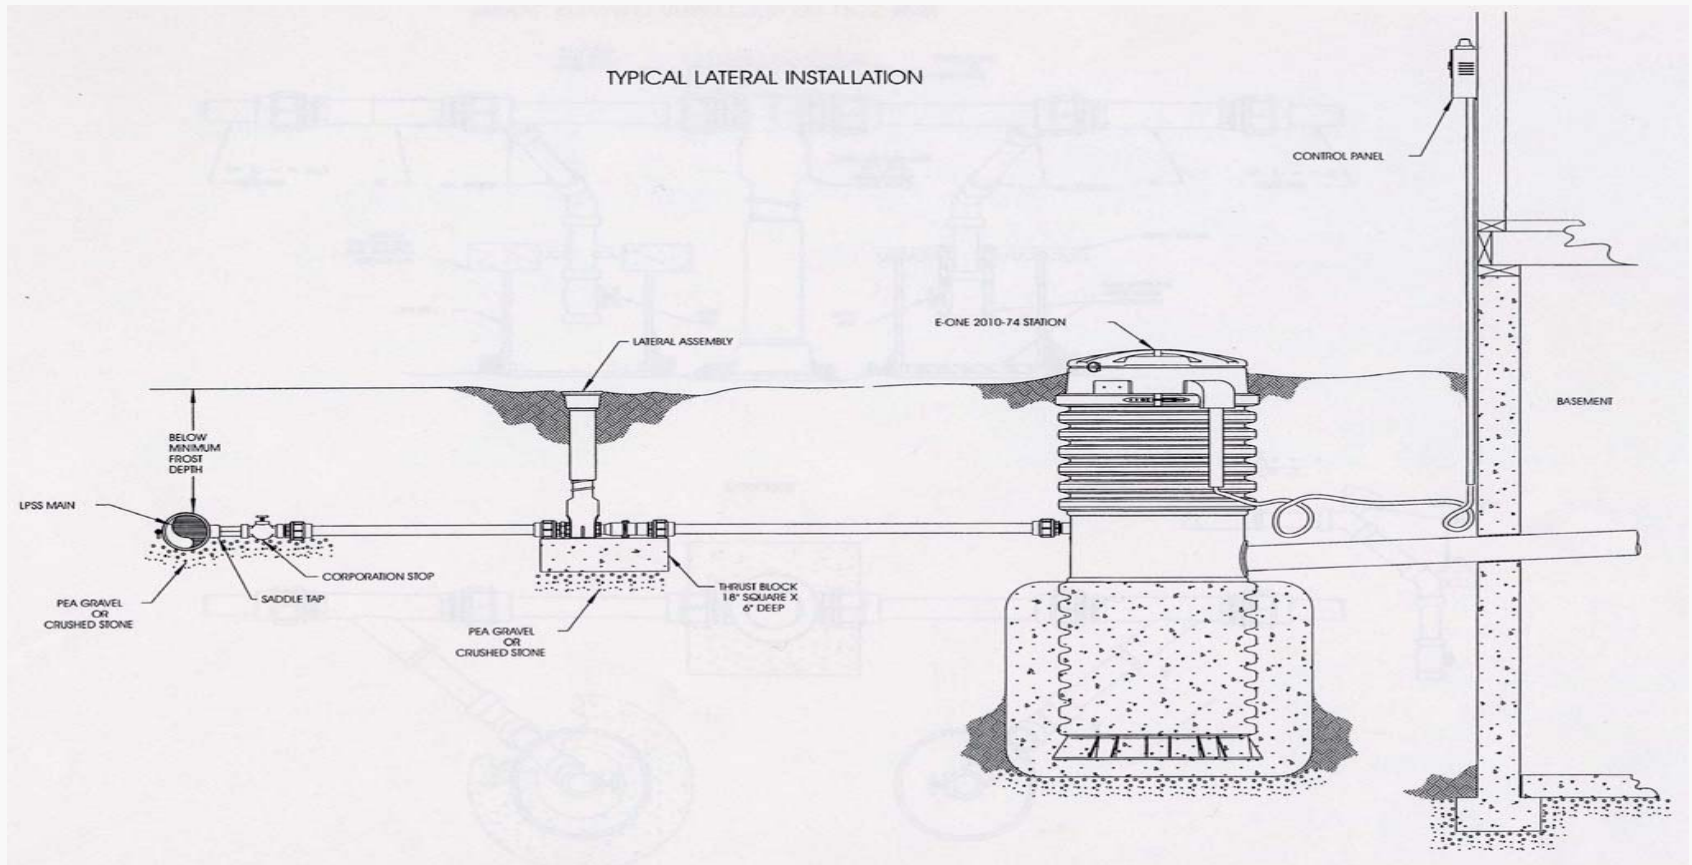 TYPICAL LATERAL INSTALLATION
CONTROL PANEL
E-ONE 2010-74 STATION
LATERAL ASSEMBLY
BASEMENT
BELOW
MINIMUM
FROST
DEPTH
LPSS MAIN
CORPORATION STOP
SADDLE TAP
PEA GRAVEL
OR
CRUSHED STONE
THRUST BLOCK
18" SQUARE X
6" DEEP
PEA GRAVEL
OR
CRUSHED STONE